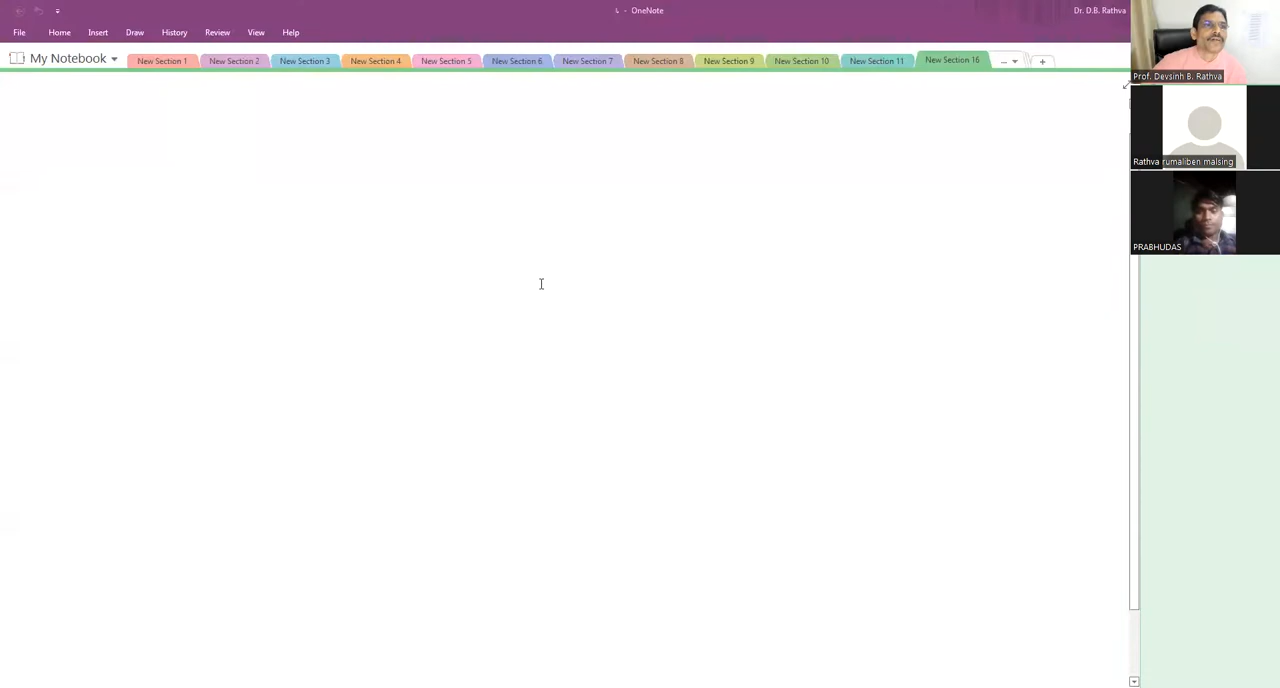 - OneNote
Dr. D.B. Rathva
File Home Insert Draw History Review View Help
My Notebook New Section 1 New Section 2 New Section 3 New Section 4 New Section 5 New Section 6 New Section 7 New Section 8 New Section 9 New Section 10 New Section 11 New Section 16 ... +
Prof. Devsinh B. Rathva
Rathva rumaliben malsing
PRABHUDAS